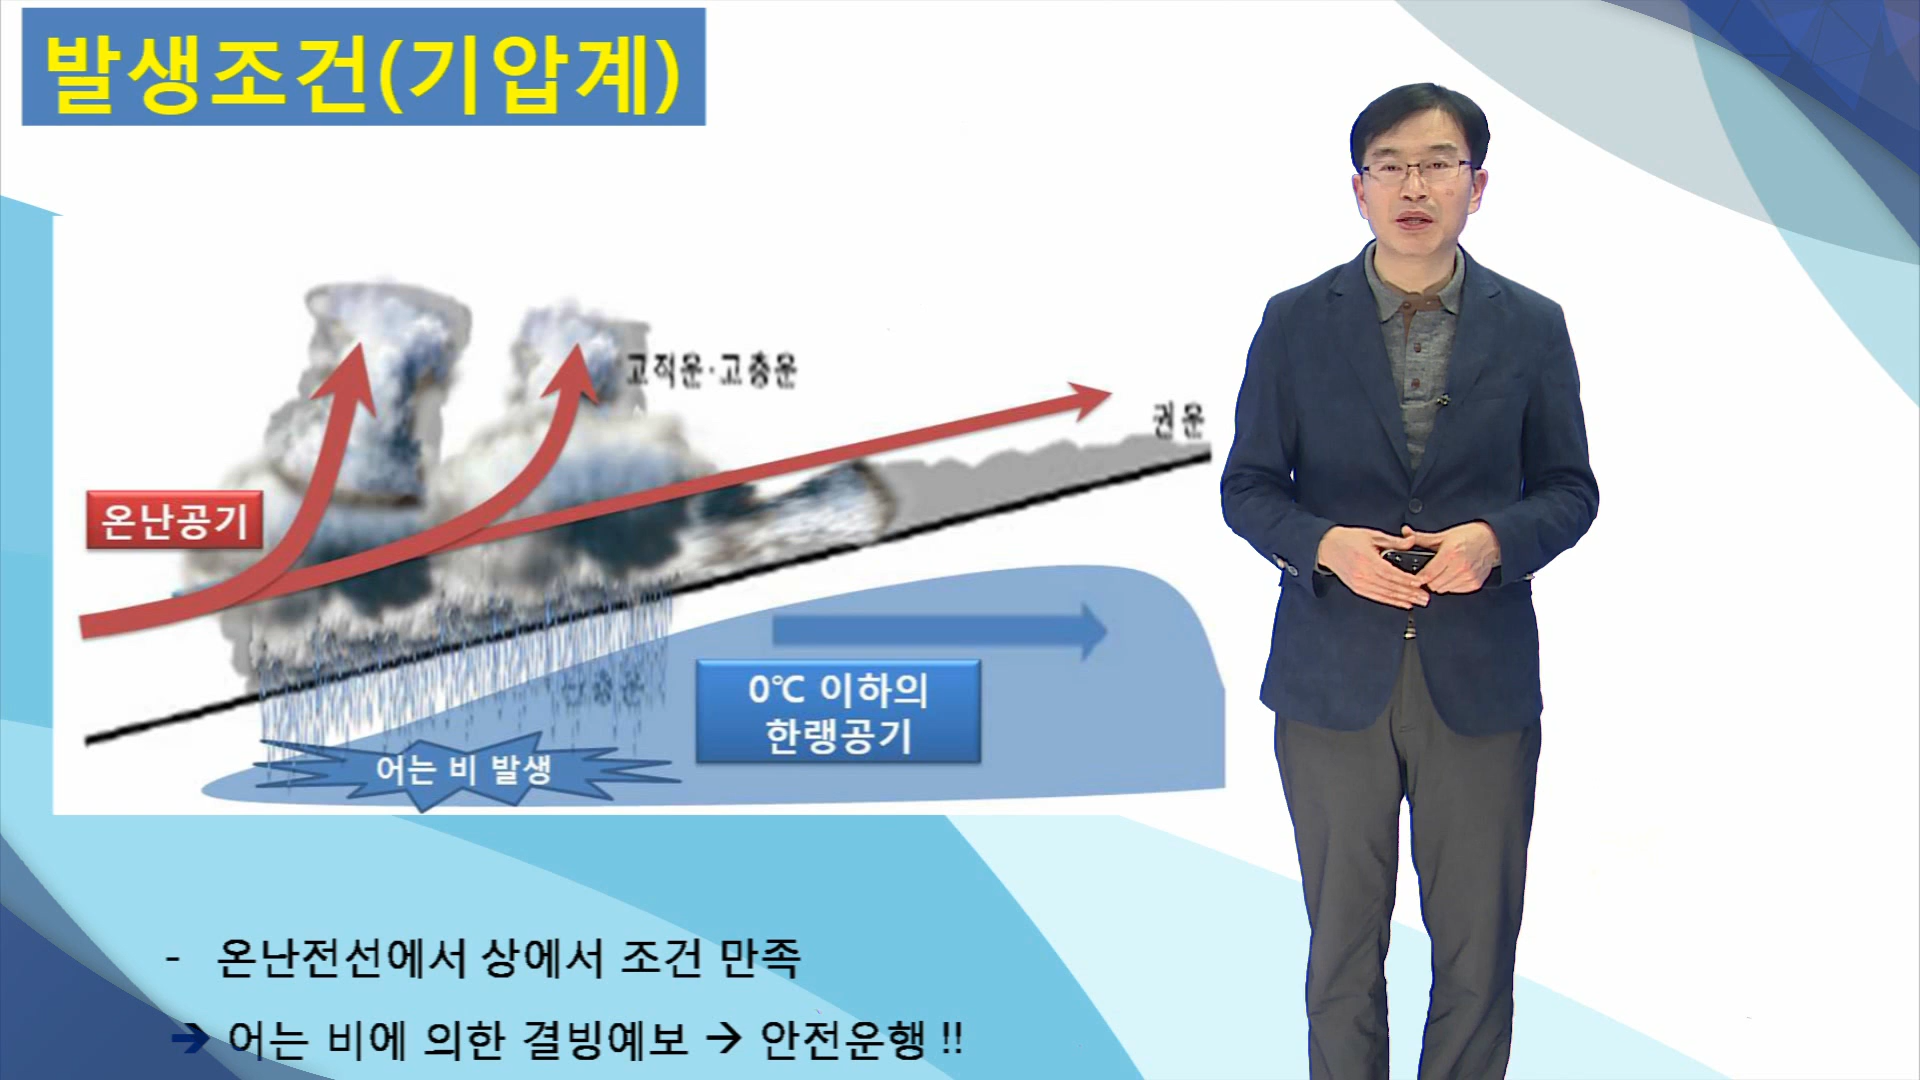 발생조건(기압계)
고적운·고층운
권운
온난공기
0℃ 이하의
한랭공기
어는 비 발생
- 온난전선에서 상에서 조건 만족
➔ 어는 비에 의한 결빙예보 → 안전운행 !!